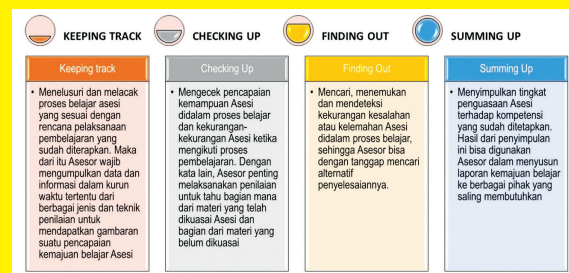 KEEPING TRACK
CHECKING UP
FINDING OUT
SUMMING UP
Keeping track
• Menelusuri dan melacak
proses belajar asesi
yang sesuai dengan
rencana pelaksanaan
pembelajaran yang
sudah diterapkan. Maka
dari itu Asesor wajib
mengumpulkan data dan
informasi dalam kurun
waktu tertentu dari
berbagai jenis dan teknik
penilaian untuk
mendapatkan gambaran
suatu pencapaian
kemajuan belajar Asesi
Checking Up
• Mengecek pencapaian
kemampuan Asesi
didalam proses belajar
dan kekurangan-
kekurangan Asesi ketika
mengikuti proses
pembelajaran. Dengan
kata lain, Asesor penting
melaksanakan penilaian
untuk tahu bagian mana
dari materi yang telah
dikuasai Asesi dan
bagian dari materi yang
belum dikuasai
Finding Out
• Mencari, menemukan
dan mendeteksi
kekurangan kesalahan
atau kelemahan Asesi
didalam proses belajar,
sehingga Asesor bisa
dengan tanggap mencari
alternatif
penyelesaiannya.
Summing Up
• Menyimpulkan tingkat
penguasaan Asesi
terhadap kompetensi
yang sudah ditetapkan.
Hasil dari penyimpulan
ini bisa digunakan
Asesor dalam menyusun
laporan kemajuan belajar
ke berbagai pihak yang
saling membutuhkan